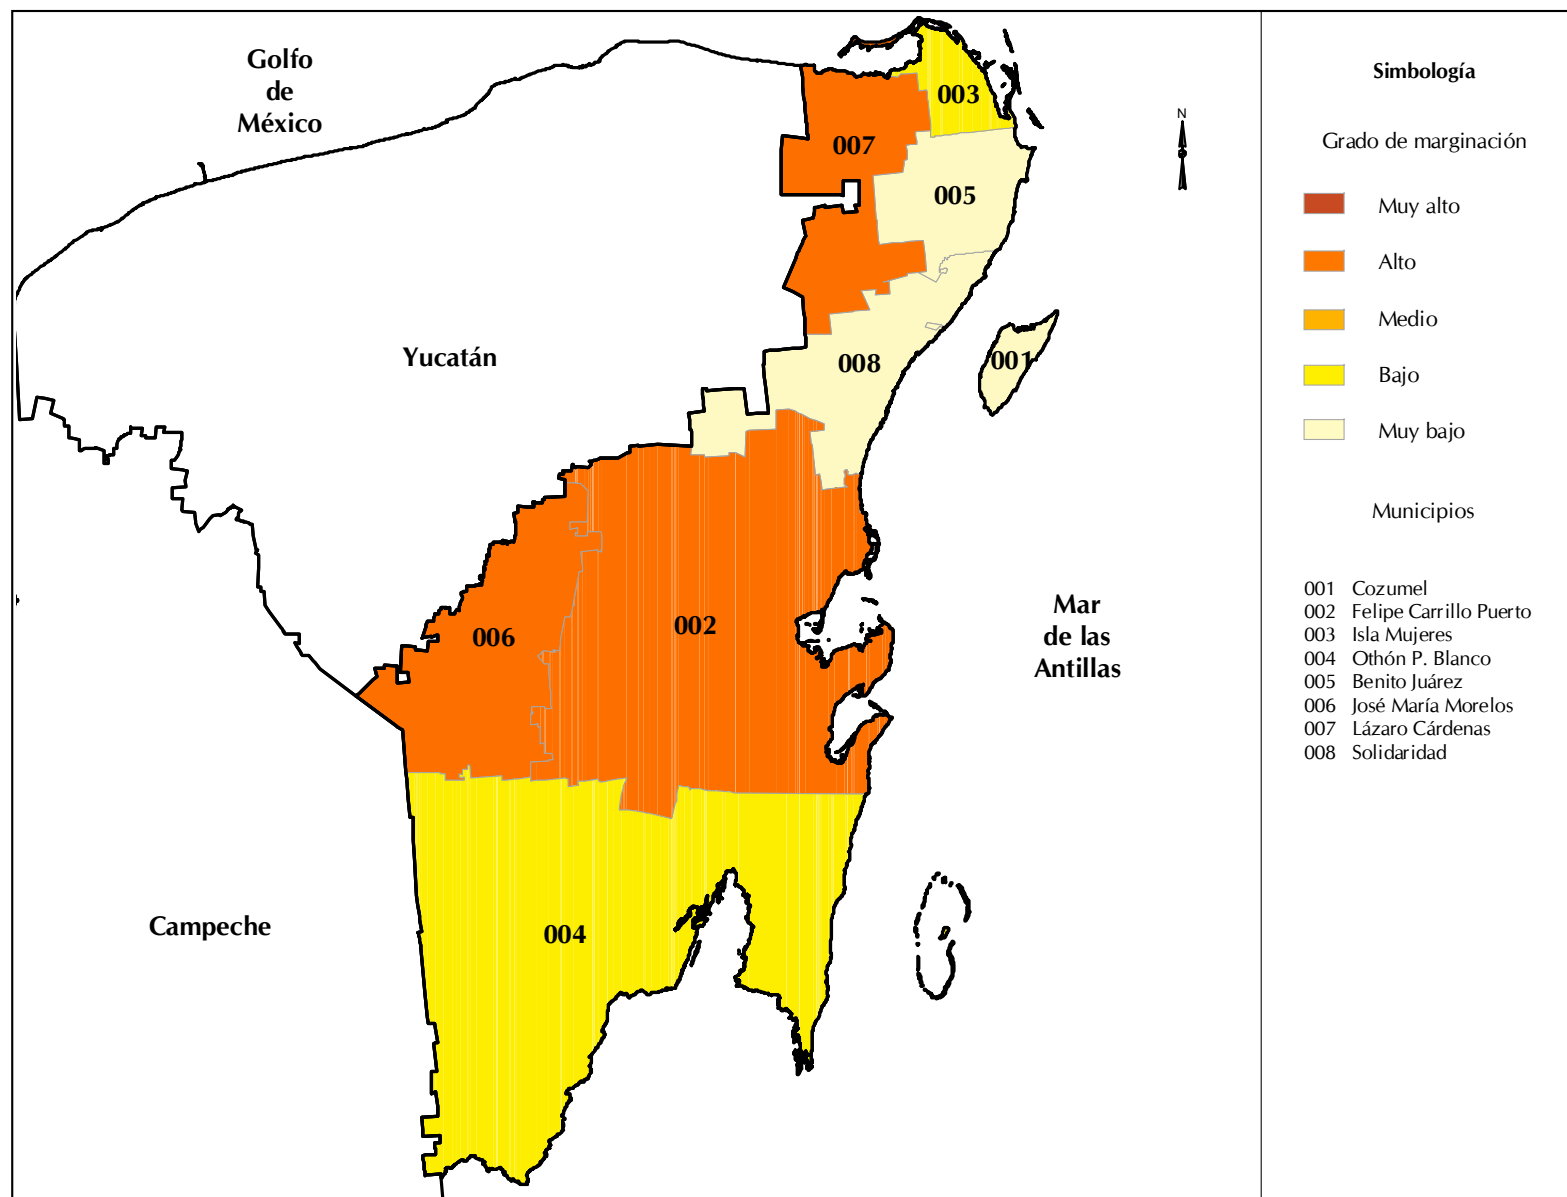 Golfo
de
México
003
007
005
Yucatán
008
001
006
002
Mar
de las
Antillas
Campeche
004
N
Simbología
Grado de marginación
Muy alto
Alto
Medio
Bajo
Muy bajo
Municipios
001 Cozumel
002 Felipe Carrillo Puerto
003 Isla Mujeres
004 Othón P. Blanco
005 Benito Juárez
006 José María Morelos
007 Lázaro Cárdenas
008 Solidaridad